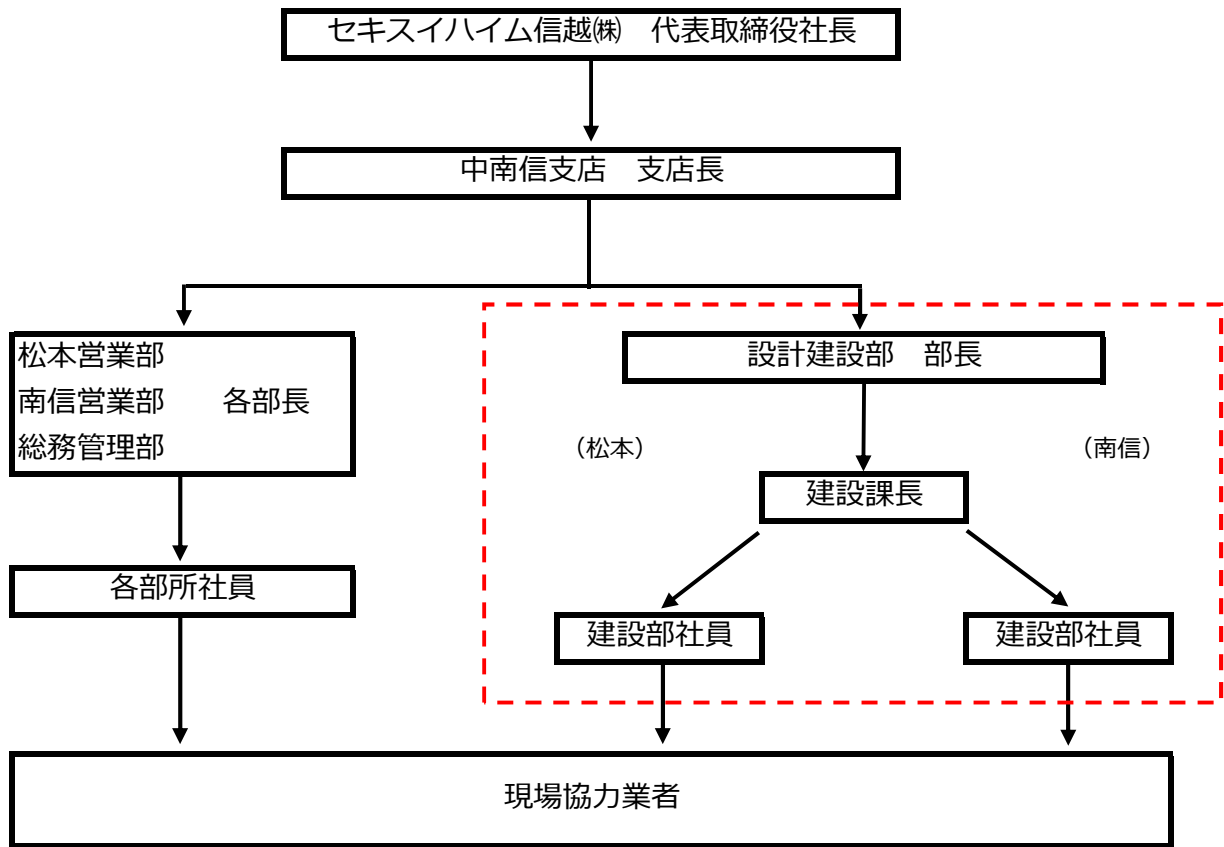 セキスイハイム信越㈱　代表取締役社長
中南信支店　支店長
松本営業部
南信営業部　　各部長
総務管理部
設計建設部　部長
（松本）
（南信）
建設課長
各部所社員
建設部社員
建設部社員
現場協力業者